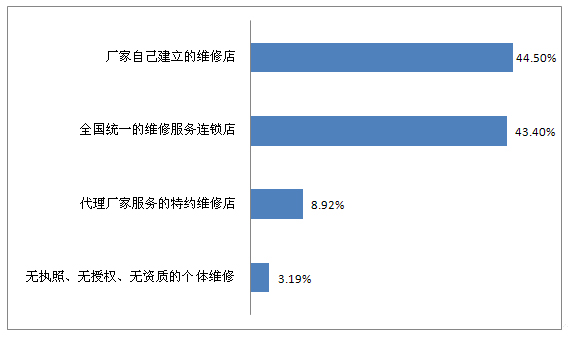 厂家自己建立的维修店
44.50%
全国统一的维修服务连锁店
43.40%
代理厂家服务的特约维修店
8.92%
无执照、无授权、无资质的个体维修
3.19%